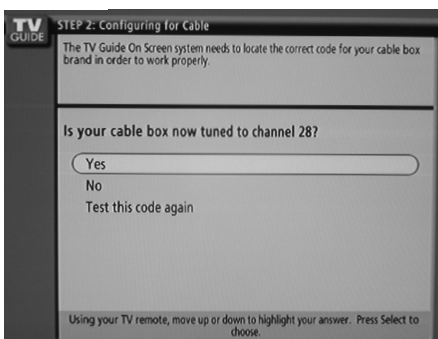 TV
GUIDE
STEP 2: Configuring for Cable
The TV Guide On Screen system needs to locate the correct code for your cable box
brand in order to work properly.
Is your cable box now tuned to channel 28?
Yes
No
Test this code again
Using your TV remote, move up or down to highlight your answer. Press Select to
choose.